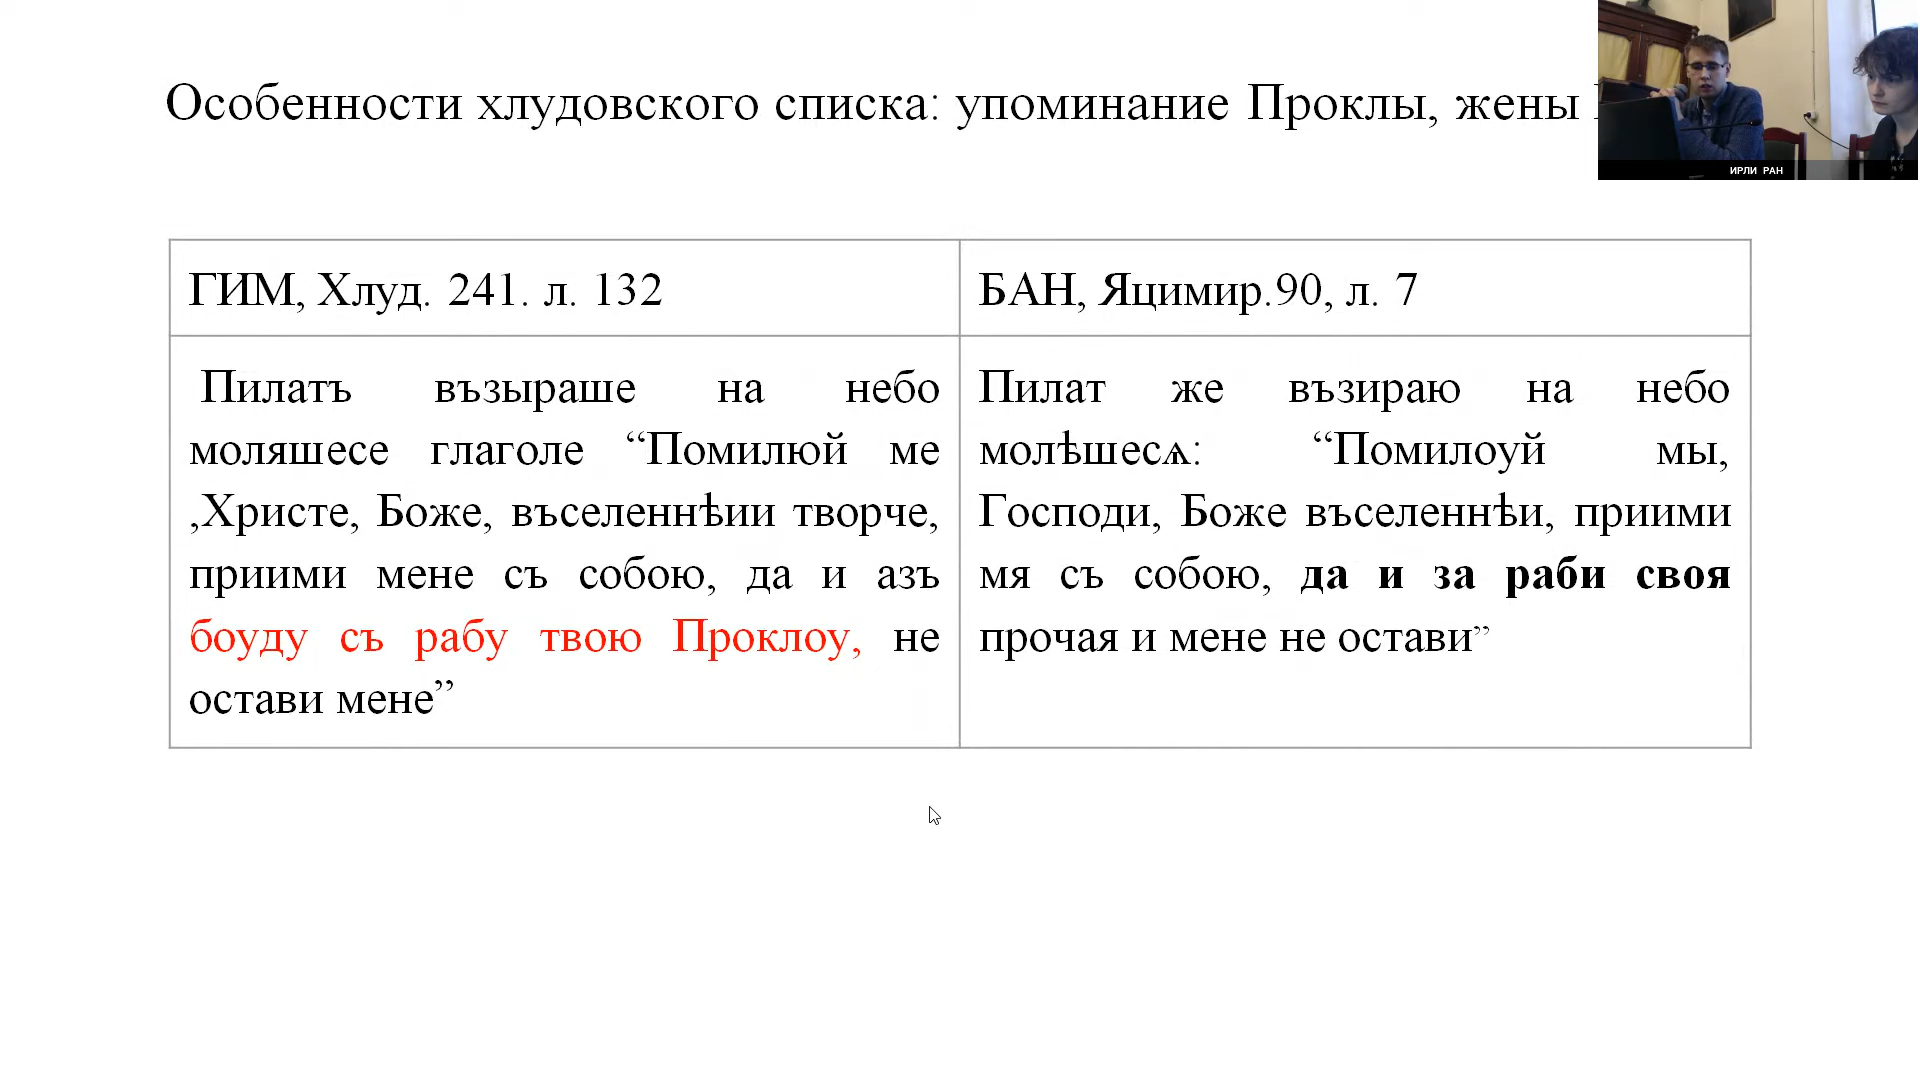 Особенности хлудовского списка: упоминание Проклы, жены
ИРЛИ РАН
ГИМ, Хлуд. 241. л. 132
БАН, Яцимир.90, л. 7
Пилатъ възыраше на небо
моляшесе глаголе “Помилюй ме
,Христе, Боже, въселеннѣии творче,
приими мене съ собою, да и азъ
боуду съ рабу твою Проклоу, не
остави мене”
Пилат же възираю на небо
молѣшесѧ: “Помилоуй мы,
Господи, Боже въселеннѣи, приими
мя съ собою, да и за раби своя
прочая и мене не остави”